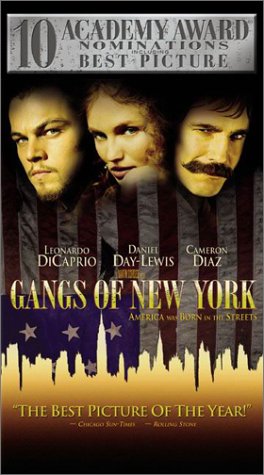 10 ACADEMY AWARD
NOMINATIONS
INCLUDING
BEST PICTURE
LEONARDO DANIEL CAMERON
DICAPRIO DAY-LEWIS DIAZ
GANGS OF NEW YORK
AMERICA WAS BORN IN THE STREETS
"THE BEST PICTURE OF THE YEAR!"
— CHICAGO SUN-TIMES — ROLLING STONE